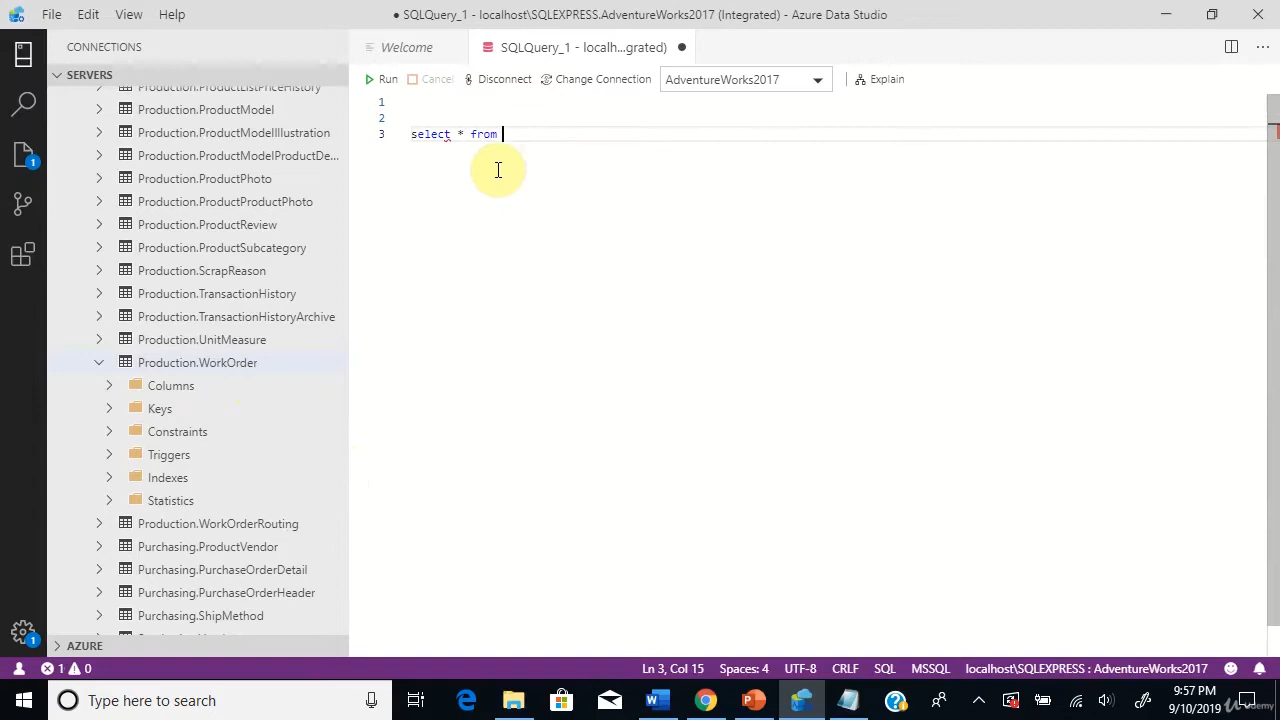 File Edit View Help
● SQLQuery_1 - localhost\SQLEXPRESS.AdventureWorks2017 (Integrated) - Azure Data Studio
CONNECTIONS
Welcome
SQLQuery_1 - localh...grated) ●
SERVERS
Run Cancel Disconnect Change Connection AdventureWorks2017 Explain
Production.ProductListPriceHistory
Production.ProductModel
Production.ProductModelIllustration
Production.ProductModelProductDe...
Production.ProductPhoto
Production.ProductProductPhoto
Production.ProductReview
Production.ProductSubcategory
Production.ScrapReason
Production.TransactionHistory
Production.TransactionHistoryArchive
Production.UnitMeasure
Production.WorkOrder
Columns
Keys
Constraints
Triggers
Indexes
Statistics
Production.WorkOrderRouting
Purchasing.ProductVendor
Purchasing.PurchaseOrderDetail
Purchasing.PurchaseOrderHeader
Purchasing.ShipMethod
AZURE
1
2
3 select * from
1
1
1 0
Ln 3, Col 15 Spaces: 4 UTF-8 CRLF SQL MSSQL localhost\SQLEXPRESS : AdventureWorks2017
Type here to search
9:57 PM
9/10/2019
Udemy